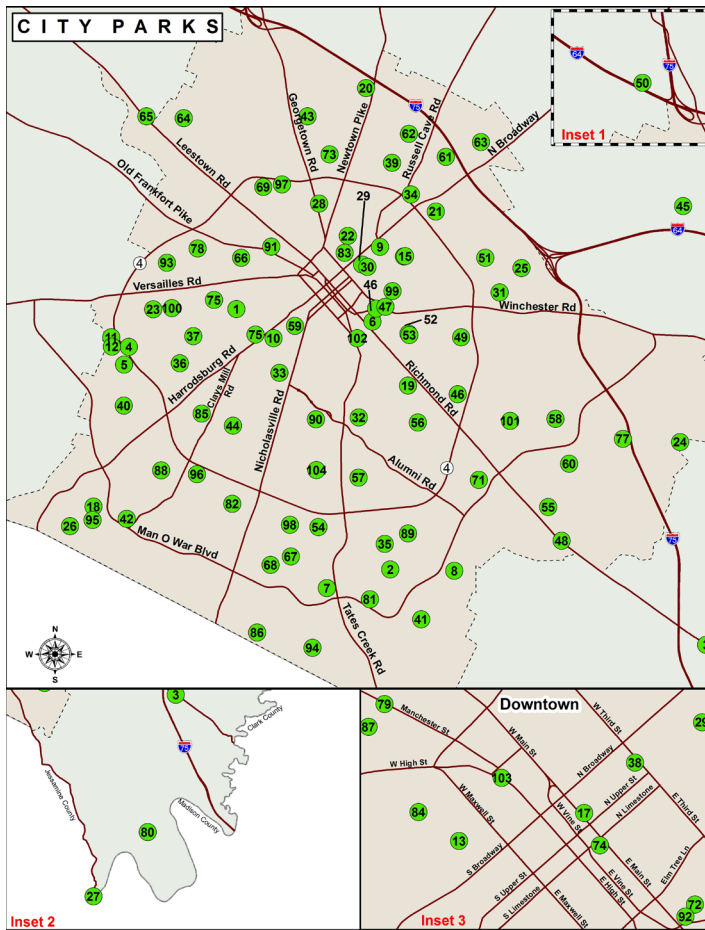 CITY PARKS
64
75
50
Inset 1
20
75
65
64
43
Georgetown Rd
Newtown Pike
Russell Cave Rd
62
63
N Broadway
Leestown Rd
73
39
61
Old Frankfort Pike
69
97
29
34
28
21
45
64
22
9
78
91
83
4
93
66
30
15
51
25
Versailles Rd
46
99
31
75
23
100
1
47
Winchester Rd
6
52
59
11
37
75
10
102
53
49
12
4
Harrodsburg Rd
Richmond Rd
5
36
Clays Mill
Rd
33
19
46
40
85
90
32
44
56
101
58
Nicholasville Rd
77
24
Alumni Rd
88
96
104
57
4
60
71
82
18
55
26
95
42
98
54
Man O War Blvd
35
89
48
75
68
67
2
8
7
81
41
N
W
E
S
86
94
Tates Creek Rd
3
3
Clark County
75
Jessamine County
Madison County
80
27
Inset 2
Downtown
79
Manchester St
W Third St
29
87
W Main St
N Broadway
W High St
38
103
W Maxwell St
N Upper St
N Limestone
84
W Vine St
17
E Third St
13
74
S Broadway
E Main St
Elm Tree Ln
S Upper St
E Vine St
S Limestone
E High St
72
E Maxwell St
92
Inset 3